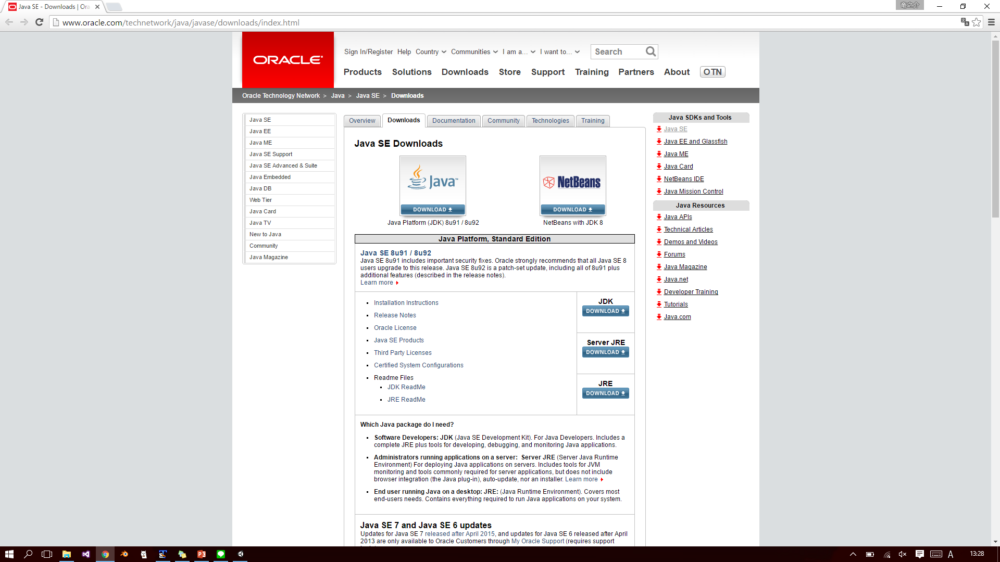 Java SE - Downloads | Ora
竜之介
www.oracle.com/technetwork/java/javase/downloads/index.html
ORACLE
Sign In/Register Help Country Communities I am a... I want to... Search
Products Solutions Downloads Store Support Training Partners About OTN
Oracle Technology Network > Java > Java SE > Downloads
Java SE
Java EE
Java ME
Java SE Support
Java SE Advanced & Suite
Java Embedded
Java DB
Web Tier
Java Card
Java TV
New to Java
Community
Java Magazine
Overview Downloads Documentation Community Technologies Training
Java SE Downloads
Java™
DOWNLOAD
Java Platform (JDK) 8u91 / 8u92
NetBeans
DOWNLOAD
NetBeans with JDK 8
Java Platform, Standard Edition
Java SE 8u91 / 8u92
Java SE 8u91 includes important security fixes. Oracle strongly recommends that all Java SE 8
users upgrade to this release. Java SE 8u92 is a patch-set update, including all of 8u91 plus
additional features (described in the release notes).
Learn more
Installation Instructions
Release Notes
Oracle License
Java SE Products
Third Party Licenses
Certified System Configurations
Readme Files
JDK ReadMe
JRE ReadMe
JDK
DOWNLOAD
Server JRE
DOWNLOAD
JRE
DOWNLOAD
Which Java package do I need?
Software Developers: JDK (Java SE Development Kit). For Java Developers. Includes a
complete JRE plus tools for developing, debugging, and monitoring Java applications.
Administrators running applications on a server: Server JRE (Server Java Runtime
Environment) For deploying Java applications on servers. Includes tools for JVM
monitoring and tools commonly required for server applications, but does not include
browser integration (the Java plug-in), auto-update, nor an installer. Learn more
End user running Java on a desktop: JRE: (Java Runtime Environment). Covers most
end-users needs. Contains everything required to run Java applications on your system.
Java SE 7 and Java SE 6 updates
Updates for Java SE 7 released after April 2015, and updates for Java SE 6 released after April
2013 are only available to Oracle Customers through My Oracle Support (requires support
Java SDKs and Tools
Java SE
Java EE and Glassfish
Java ME
Java Card
NetBeans IDE
Java Mission Control
Java Resources
Java APIs
Technical Articles
Demos and Videos
Forums
Java Magazine
Java.net
Developer Training
Tutorials
Java.com
A
13:28